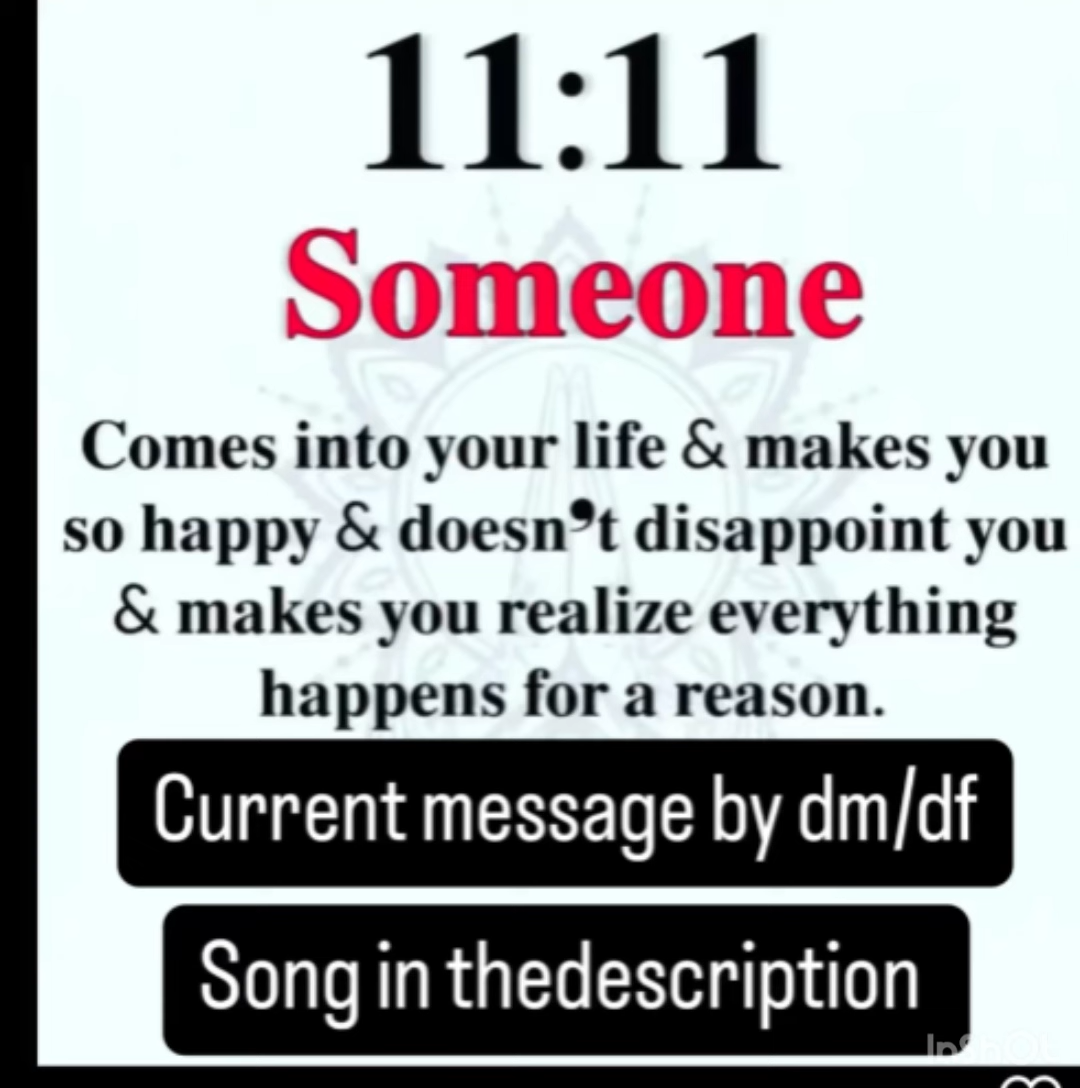 11:11
Someone
Comes into your life & makes you
so happy & doesn❜t disappoint you
& makes you realize everything
happens for a reason.
Current message by dm/df
Song in thedescription
InShOt